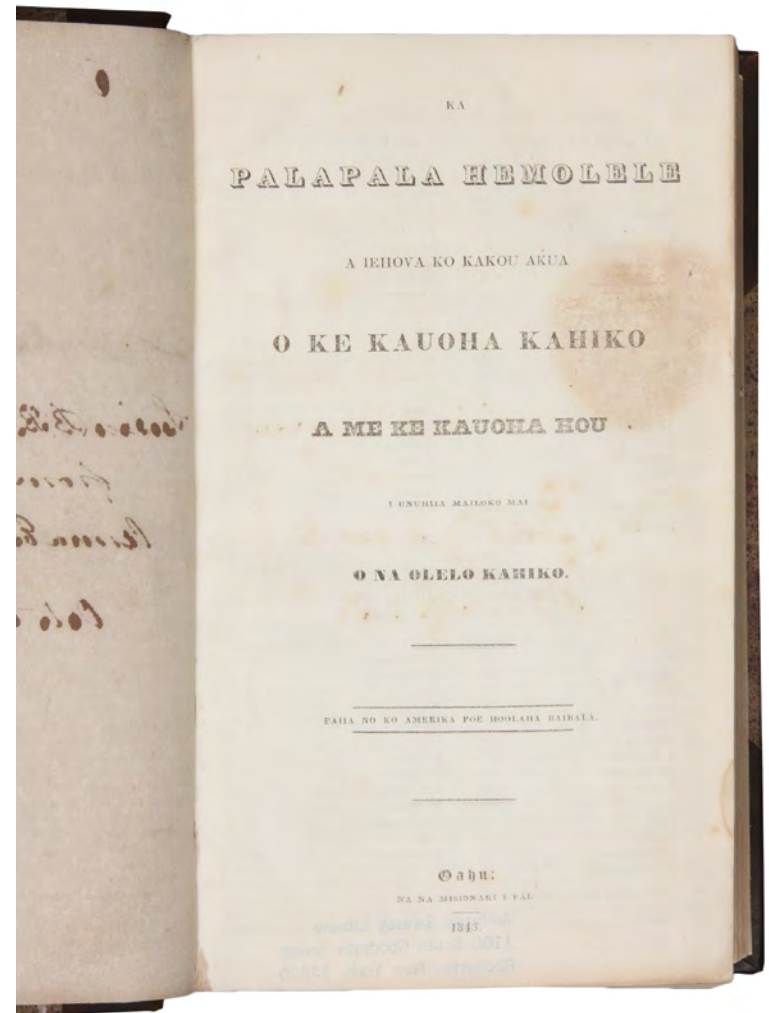 KA
PALAPALA HEMOLELE
A IEHOVA KO KAKOU AKUA
O KE KAUOHA KAHIKO
A ME KE KAUOHA HOU
I UNUHIIA MAILOKO MAI
O NA OLELO KAHIKO.
PAIIA NO KO AMERIKA POE HOOLAHA BAIBALA.
Oahu:
NA NA MISIONARI I PAI.
1843.